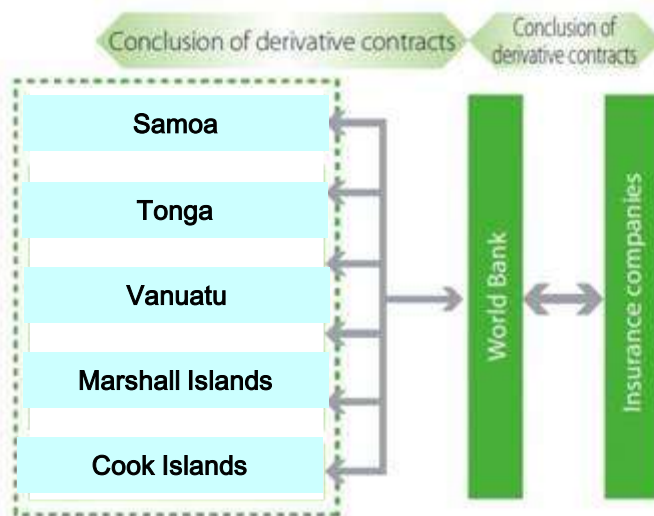 Conclusion of derivative contracts
Conclusion of
derivative contracts
Samoa
Tonga
Vanuatu
Marshall Islands
Cook Islands
World Bank
Insurance companies